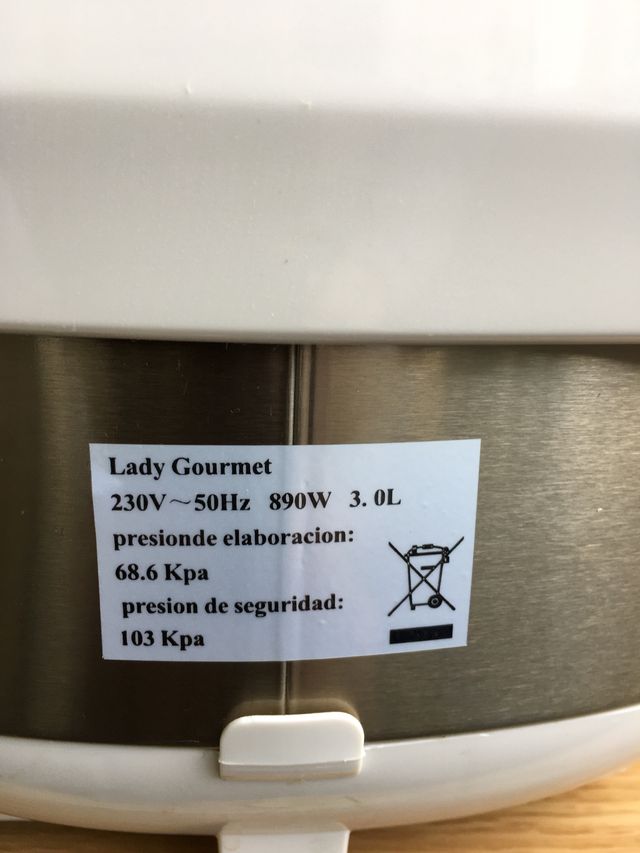 Lady Gourmet
230V～50Hz 890W 3. 0L
presionde elaboracion:
68.6 Kpa
presion de seguridad:
103 Kpa